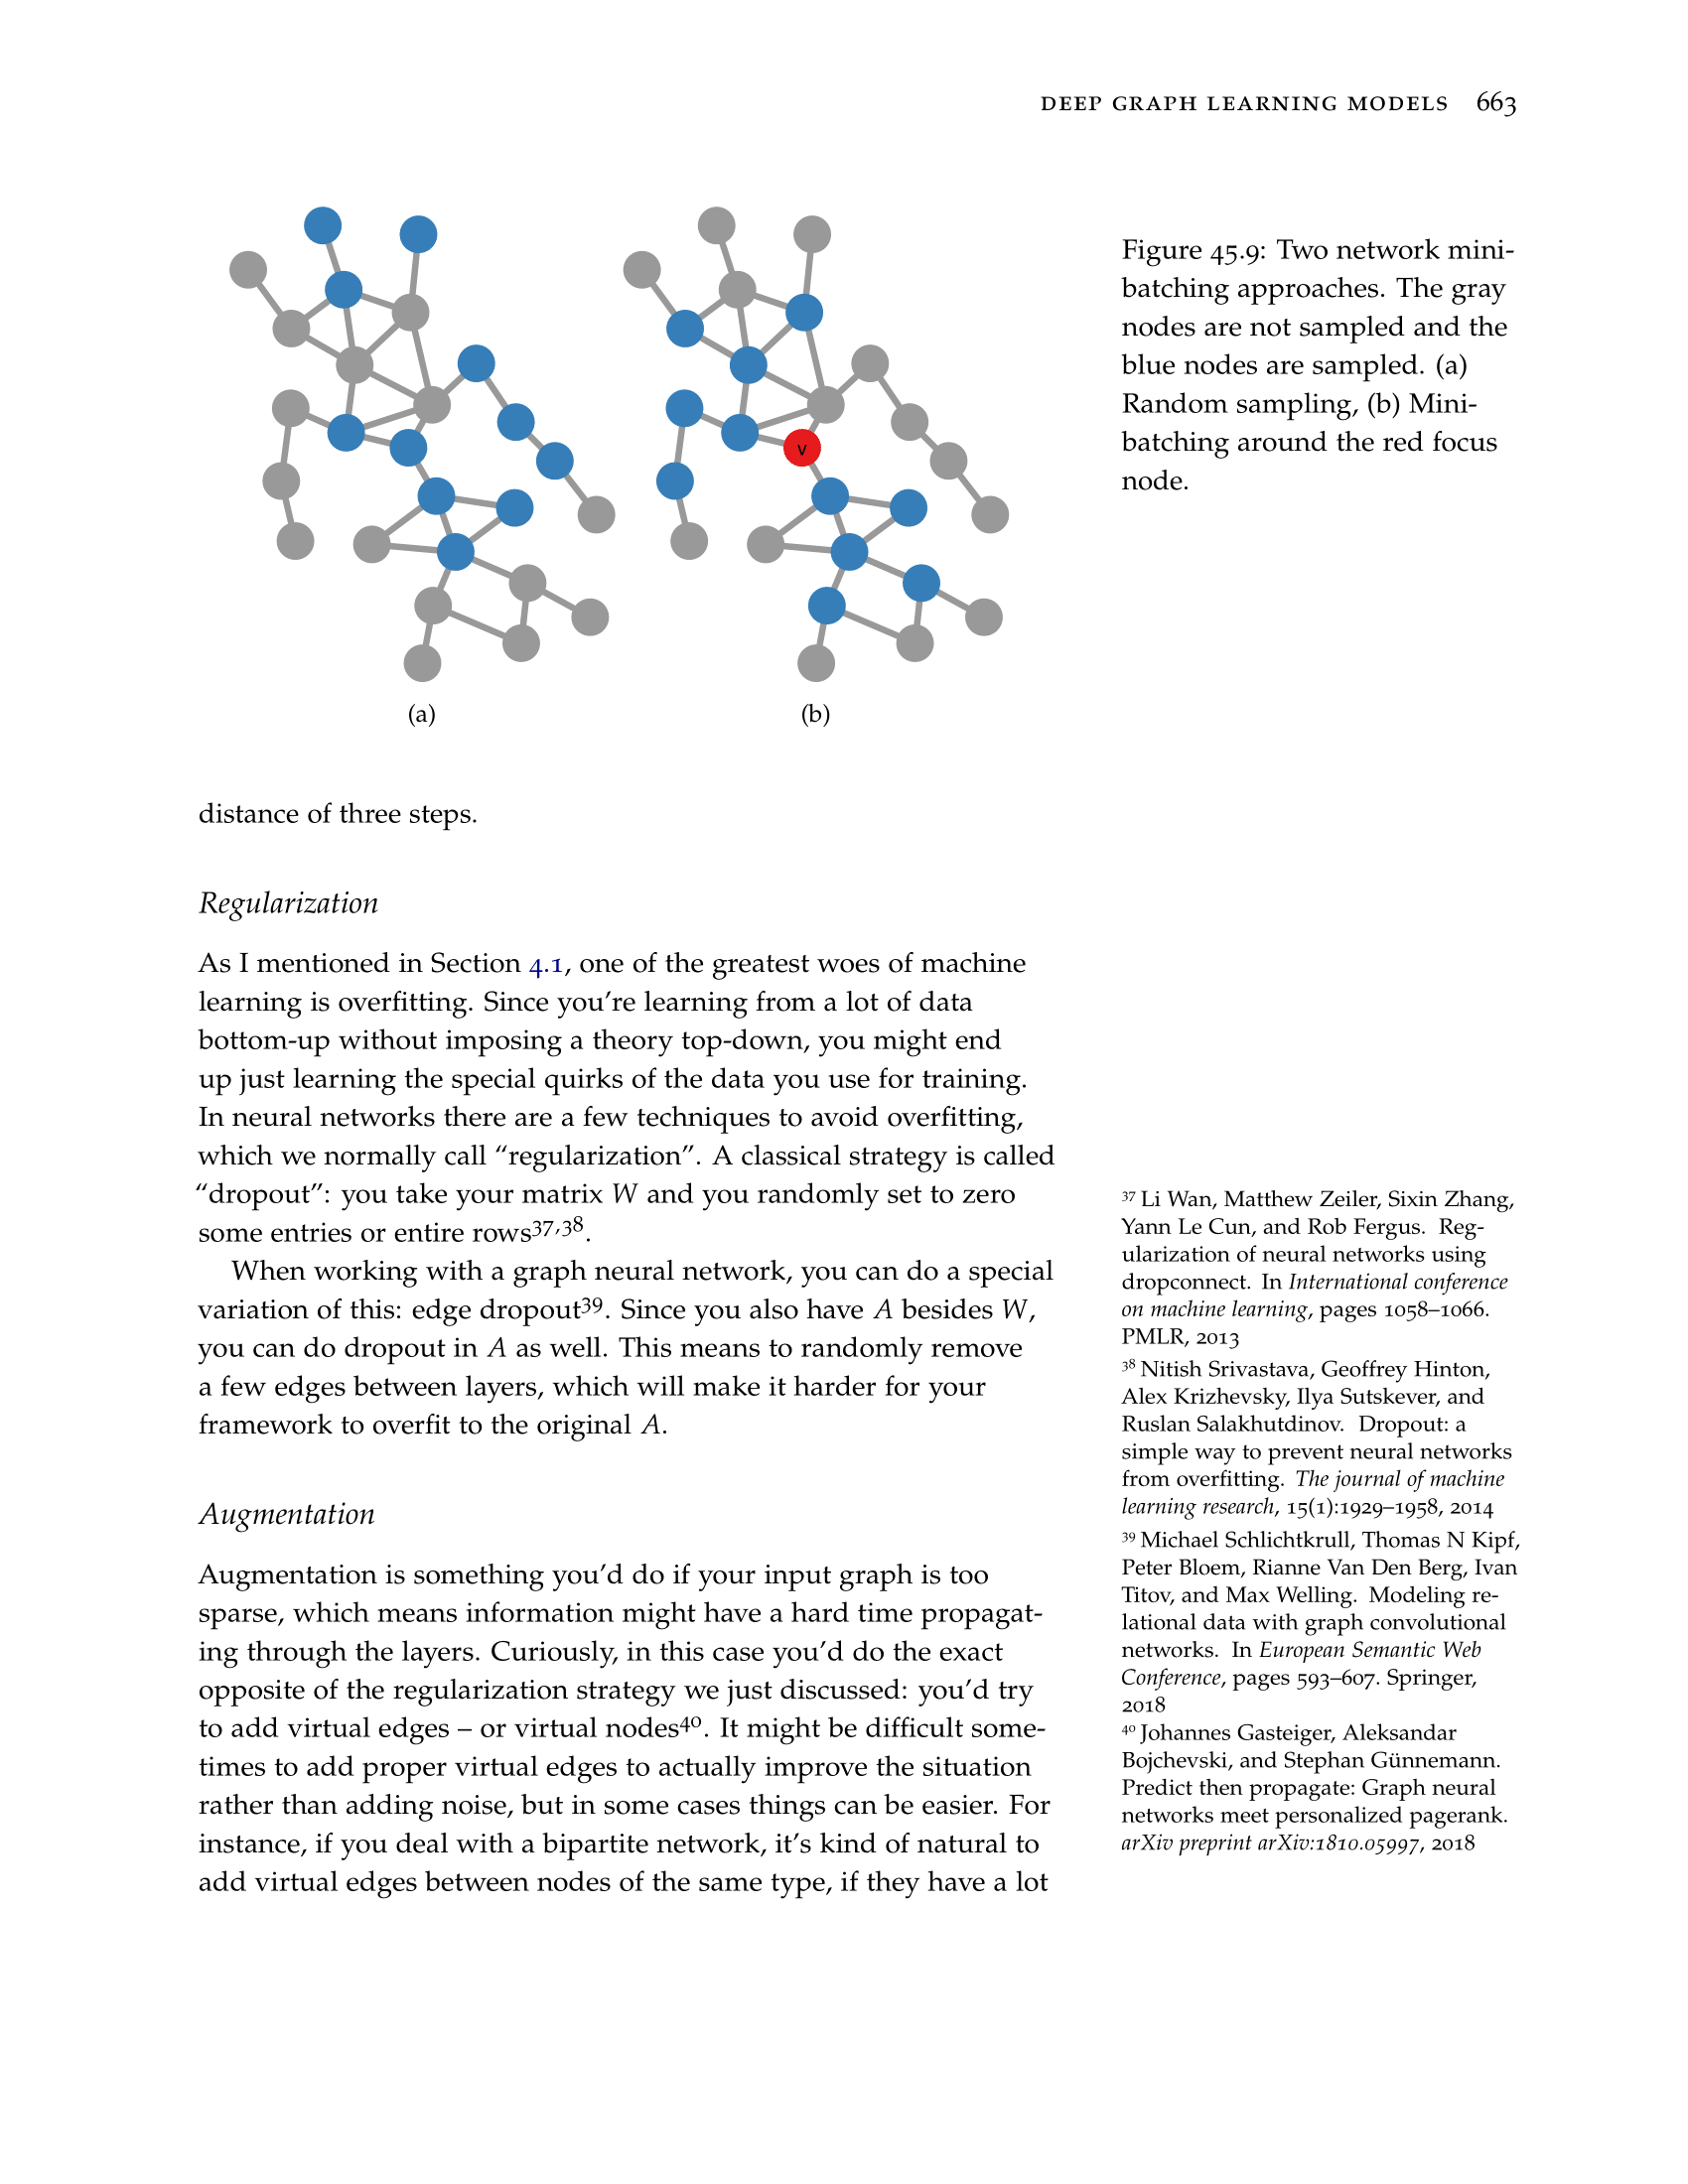 DEEP GRAPH LEARNING MODELS 663
v
(a)
(b)
Figure 45.9: Two network mini-
batching approaches. The gray
nodes are not sampled and the
blue nodes are sampled. (a)
Random sampling, (b) Mini-
batching around the red focus
node.
distance of three steps.
Regularization
As I mentioned in Section 4.1, one of the greatest woes of machine
learning is overfitting. Since you’re learning from a lot of data
bottom-up without imposing a theory top-down, you might end
up just learning the special quirks of the data you use for training.
In neural networks there are a few techniques to avoid overfitting,
which we normally call “regularization”. A classical strategy is called
“dropout”: you take your matrix W and you randomly set to zero
some entries or entire rows37,38.
When working with a graph neural network, you can do a special
variation of this: edge dropout39. Since you also have A besides W,
you can do dropout in A as well. This means to randomly remove
a few edges between layers, which will make it harder for your
framework to overfit to the original A.
Augmentation
Augmentation is something you’d do if your input graph is too
sparse, which means information might have a hard time propagat-
ing through the layers. Curiously, in this case you’d do the exact
opposite of the regularization strategy we just discussed: you’d try
to add virtual edges – or virtual nodes40. It might be difficult some-
times to add proper virtual edges to actually improve the situation
rather than adding noise, but in some cases things can be easier. For
instance, if you deal with a bipartite network, it’s kind of natural to
add virtual edges between nodes of the same type, if they have a lot
37 Li Wan, Matthew Zeiler, Sixin Zhang,
Yann Le Cun, and Rob Fergus. Reg-
ularization of neural networks using
dropconnect. In International conference
on machine learning, pages 1058–1066.
PMLR, 2013
38 Nitish Srivastava, Geoffrey Hinton,
Alex Krizhevsky, Ilya Sutskever, and
Ruslan Salakhutdinov. Dropout: a
simple way to prevent neural networks
from overfitting. The journal of machine
learning research, 15(1):1929–1958, 2014
39 Michael Schlichtkrull, Thomas N Kipf,
Peter Bloem, Rianne Van Den Berg, Ivan
Titov, and Max Welling. Modeling re-
lational data with graph convolutional
networks. In European Semantic Web
Conference, pages 593–607. Springer,
2018
40 Johannes Gasteiger, Aleksandar
Bojchevski, and Stephan Günnemann.
Predict then propagate: Graph neural
networks meet personalized pagerank.
arXiv preprint arXiv:1810.05997, 2018